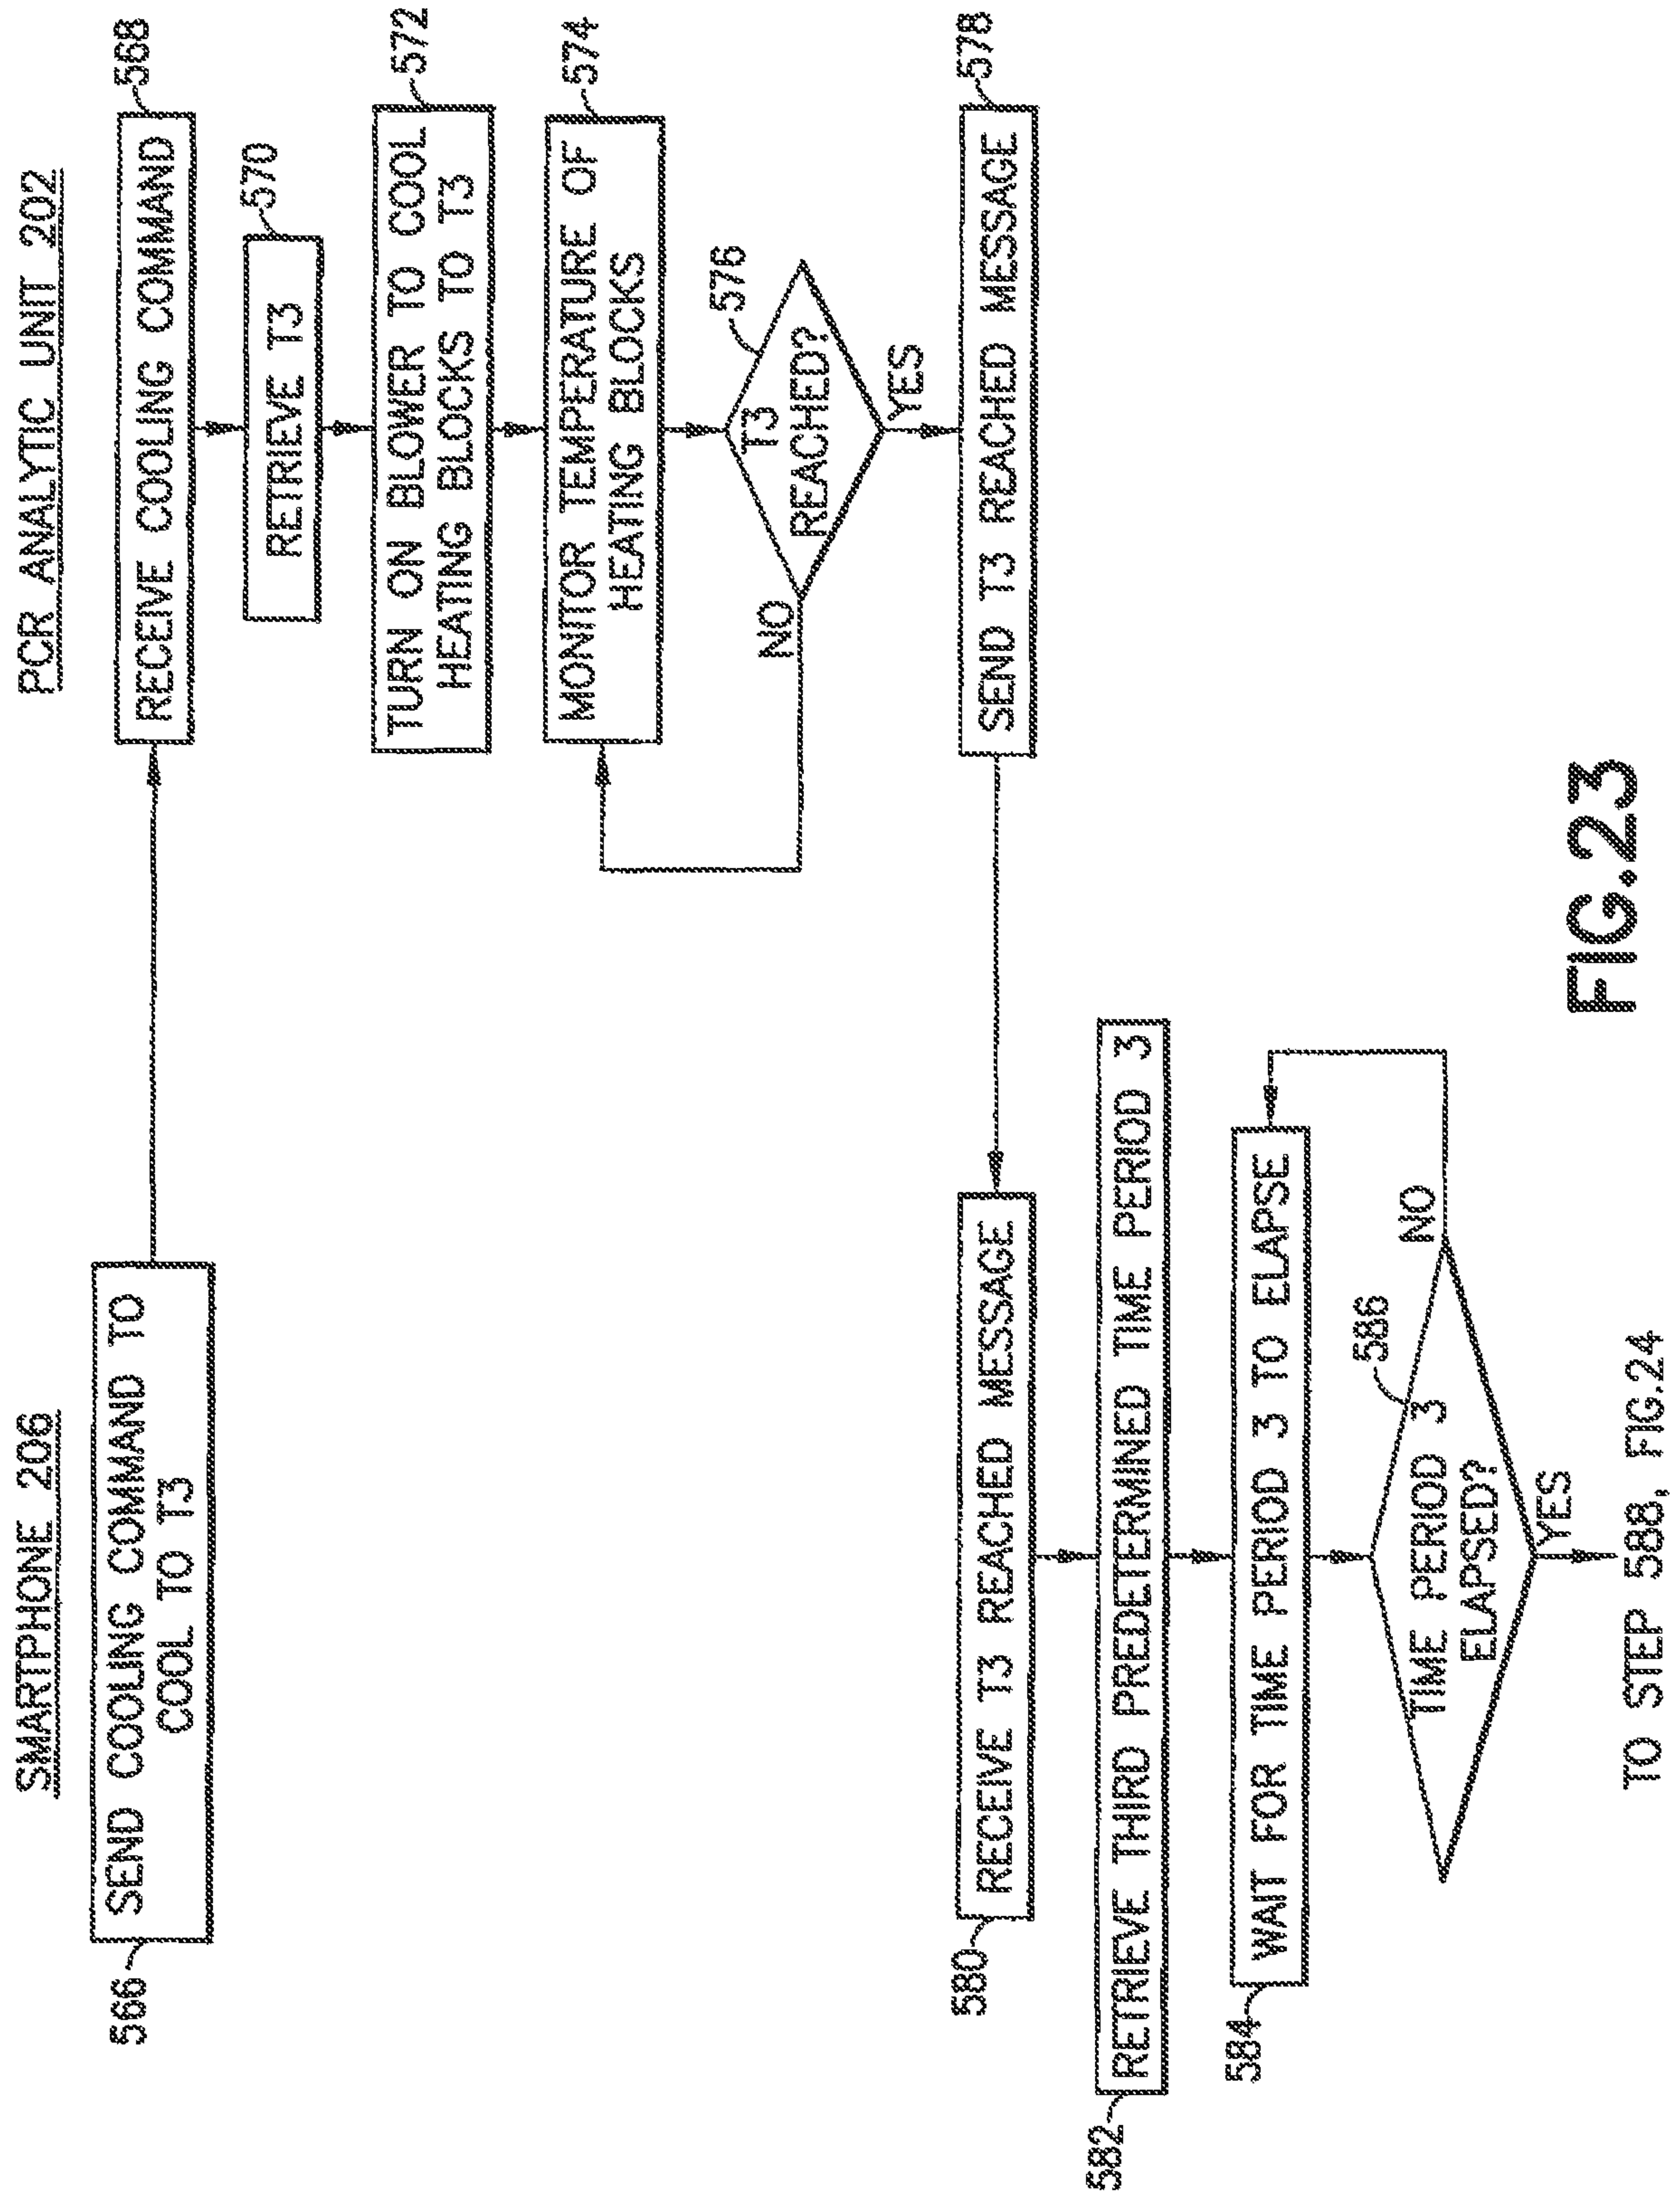 SMARTPHONE 206
PCR ANALYTIC UNIT 202
566
SEND COOLING COMMAND TO
COOL TO T3
RECEIVE COOLING COMMAND
568
RETRIEVE T3
570
TURN ON BLOWER TO COOL
HEATING BLOCKS TO T3
572
MONITOR TEMPERATURE OF
HEATING BLOCKS
574
T3
REACHED?
576
NO
YES
580
RECEIVE T3 REACHED MESSAGE
SEND T3 REACHED MESSAGE
578
582
RETRIEVE THIRD PREDETERMINED TIME PERIOD 3
584
WAIT FOR TIME PERIOD 3 TO ELAPSE
TIME PERIOD 3
ELAPSED?
586
NO
YES
TO STEP 588, FIG.24
FIG.23